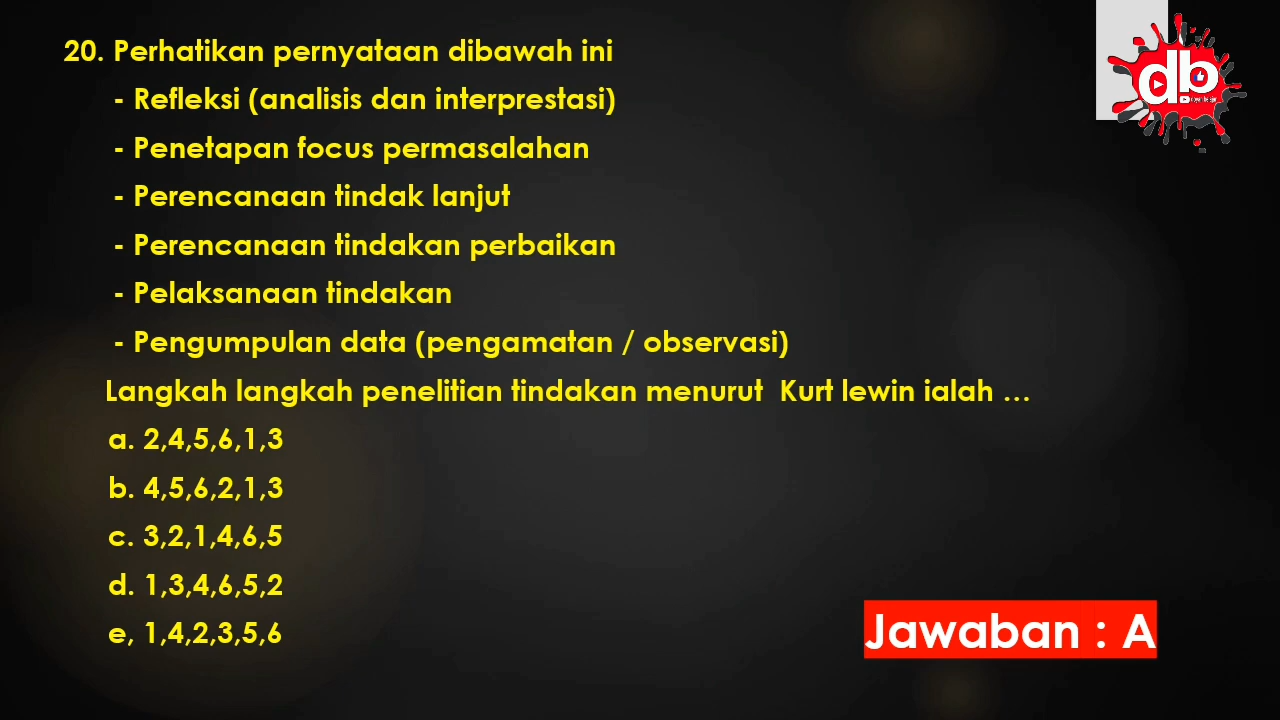 20. Perhatikan pernyataan dibawah ini
- Refleksi (analisis dan interprestasi)
- Penetapan focus permasalahan
- Perencanaan tindak lanjut
- Perencanaan tindakan perbaikan
- Pelaksanaan tindakan
- Pengumpulan data (pengamatan / observasi)
Langkah langkah penelitian tindakan menurut Kurt lewin ialah ...
a. 2,4,5,6,1,3
b. 4,5,6,2,1,3
c. 3,2,1,4,6,5
d. 1,3,4,6,5,2
e, 1,4,2,3,5,6
Jawaban : A
db